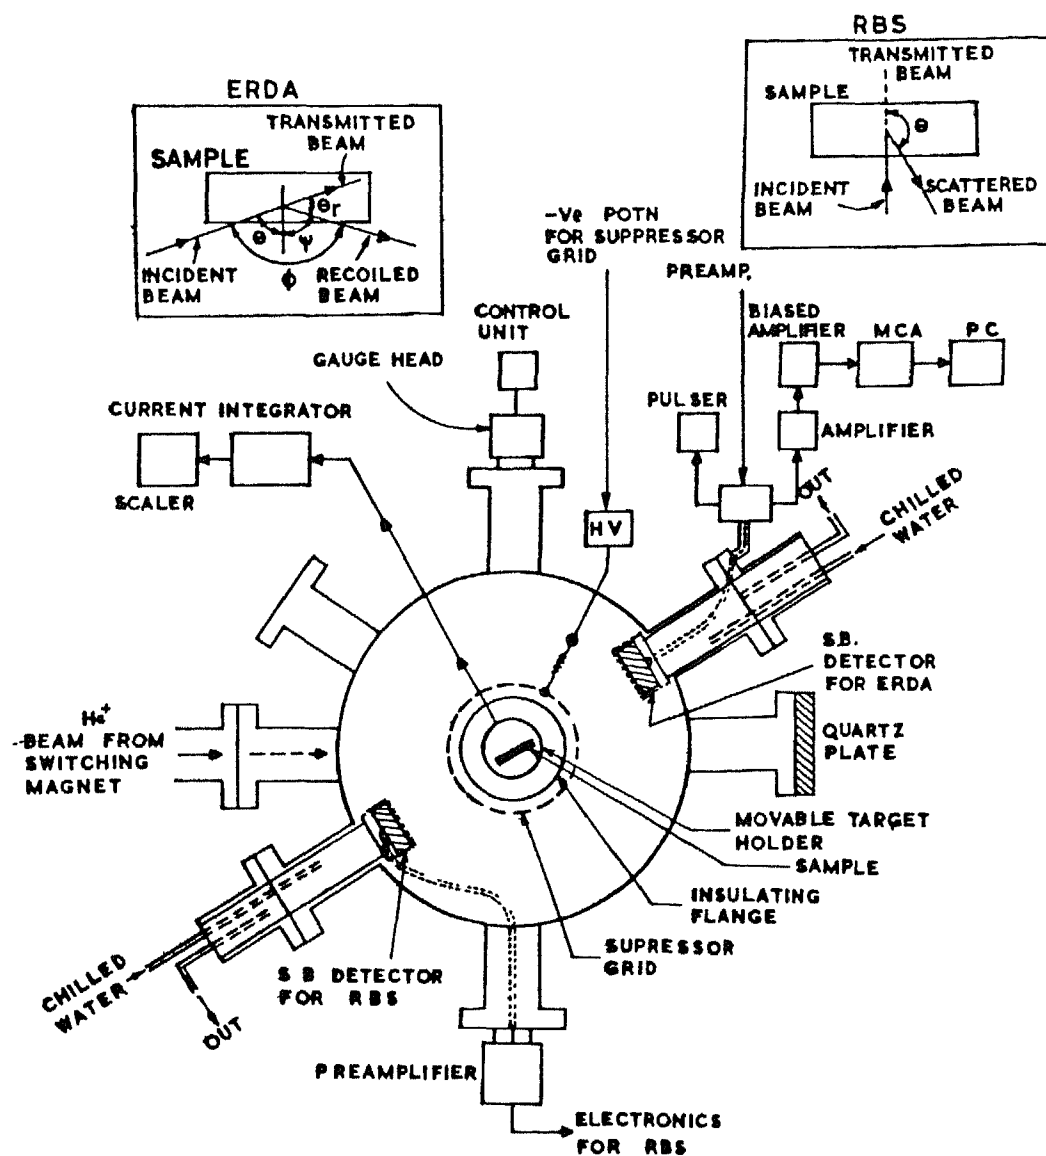 RBS
TRANSMITTED
BEAM
SAMPLE
θ
INCIDENT
BEAM
SCATTERED
BEAM
ERDA
TRANSMITTED
BEAM
SAMPLE
θr
θ
ψ
ϕ
INCIDENT
BEAM
RECOILED
BEAM
-Ve POTN
FOR SUPPRESSOR
GRID
PREAMP.
CONTROL
UNIT
BIASED
AMPLIFIER
MCA
PC
GAUGE HEAD
PULSER
AMPLIFIER
CURRENT INTEGRATOR
SCALER
HV
OUT
CHILLED
WATER
S.B.
DETECTOR
FOR ERDA
He+
BEAM FROM
SWITCHING
MAGNET
QUARTZ
PLATE
MOVABLE TARGET
HOLDER
SAMPLE
INSULATING
FLANGE
SUPRESSOR
GRID
S B DETECTOR
FOR RBS
CHILLED
WATER
OUT
PREAMPLIFIER
ELECTRONICS
FOR RBS